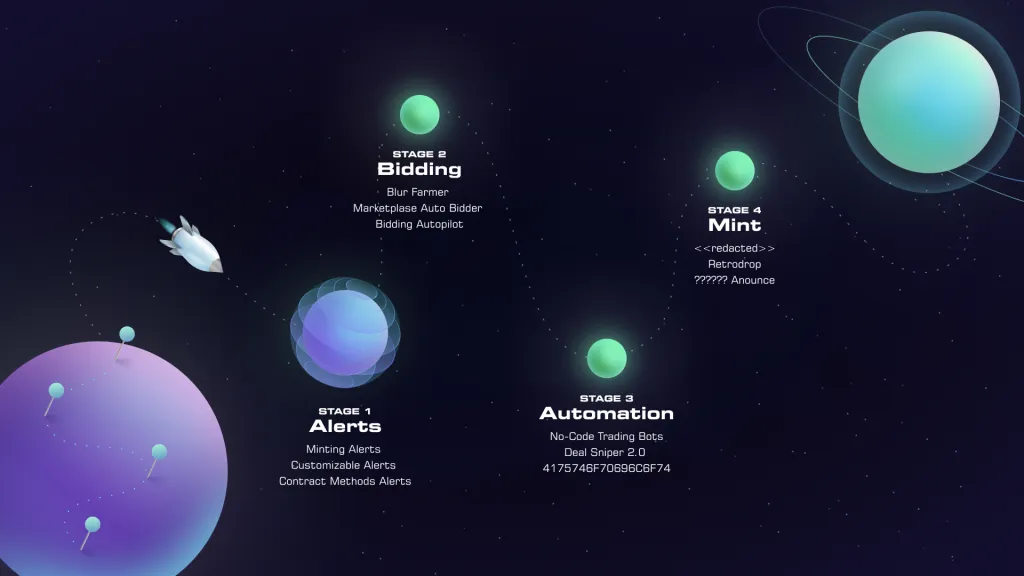 STAGE 1
Alerts
Minting Alerts
Customizable Alerts
Contract Methods Alerts
STAGE 2
Bidding
Blur Farmer
Marketplase Auto Bidder
Bidding Autopilot
STAGE 3
Automation
No-Code Trading Bots
Deal Sniper 2.0
4175746F70696C6F74
STAGE 4
Mint
<<redacted>>
Retrodrop
?????? Anounce